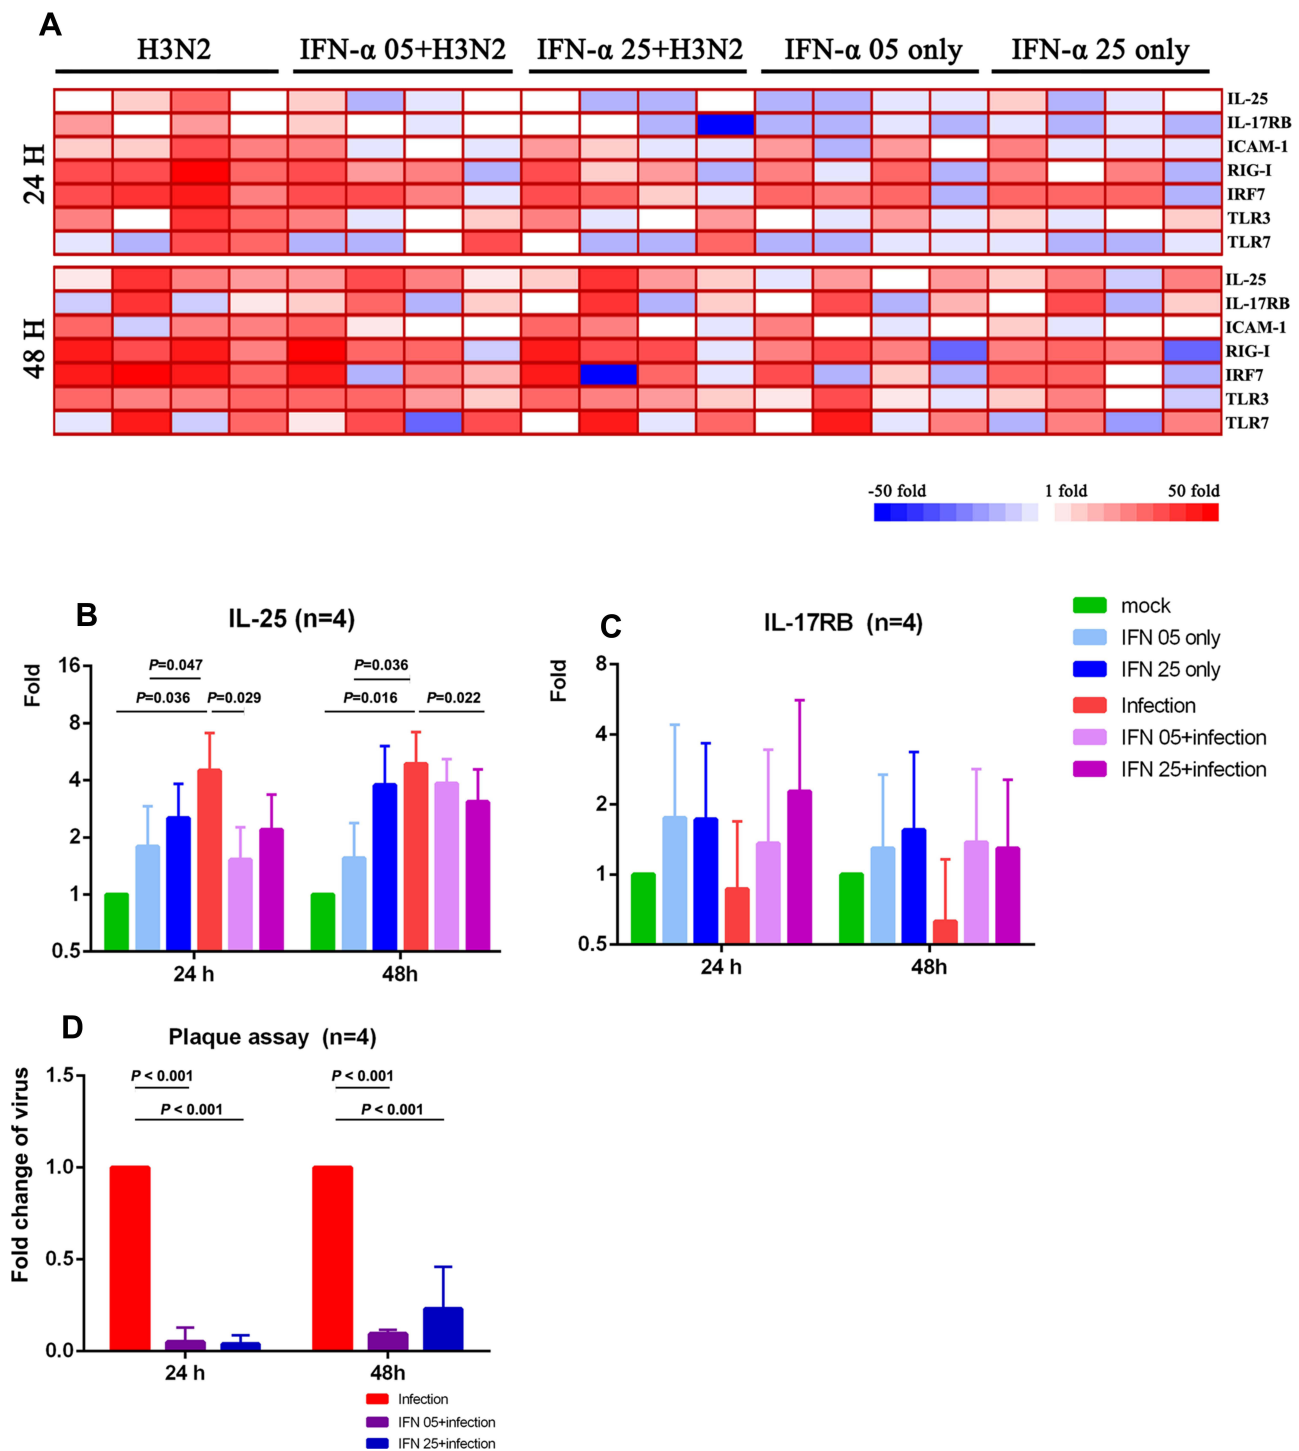 A
H3N2 IFN-α 05+H3N2 IFN-α 25+H3N2 IFN-α 05 only IFN-α 25 only
24 H
IL-25
IL-17RB
ICAM-1
RIG-I
IRF7
TLR3
TLR7
48 H
IL-25
IL-17RB
ICAM-1
RIG-I
IRF7
TLR3
TLR7
-50 fold 1 fold 50 fold
B
IL-25 (n=4)
Fold
16
8
4
2
1
0.5
P=0.047
P=0.036 P=0.029
P=0.036
P=0.016 P=0.022
24 h 48h
C
IL-17RB (n=4)
Fold
8
4
2
1
0.5
24 h 48h
mock
IFN 05 only
IFN 25 only
Infection
IFN 05+infection
IFN 25+infection
D
Plaque assay (n=4)
Fold change of virus
1.5
1.0
0.5
0.0
P < 0.001
P < 0.001
P < 0.001
P < 0.001
24 h 48h
Infection
IFN 05+infection
IFN 25+infection